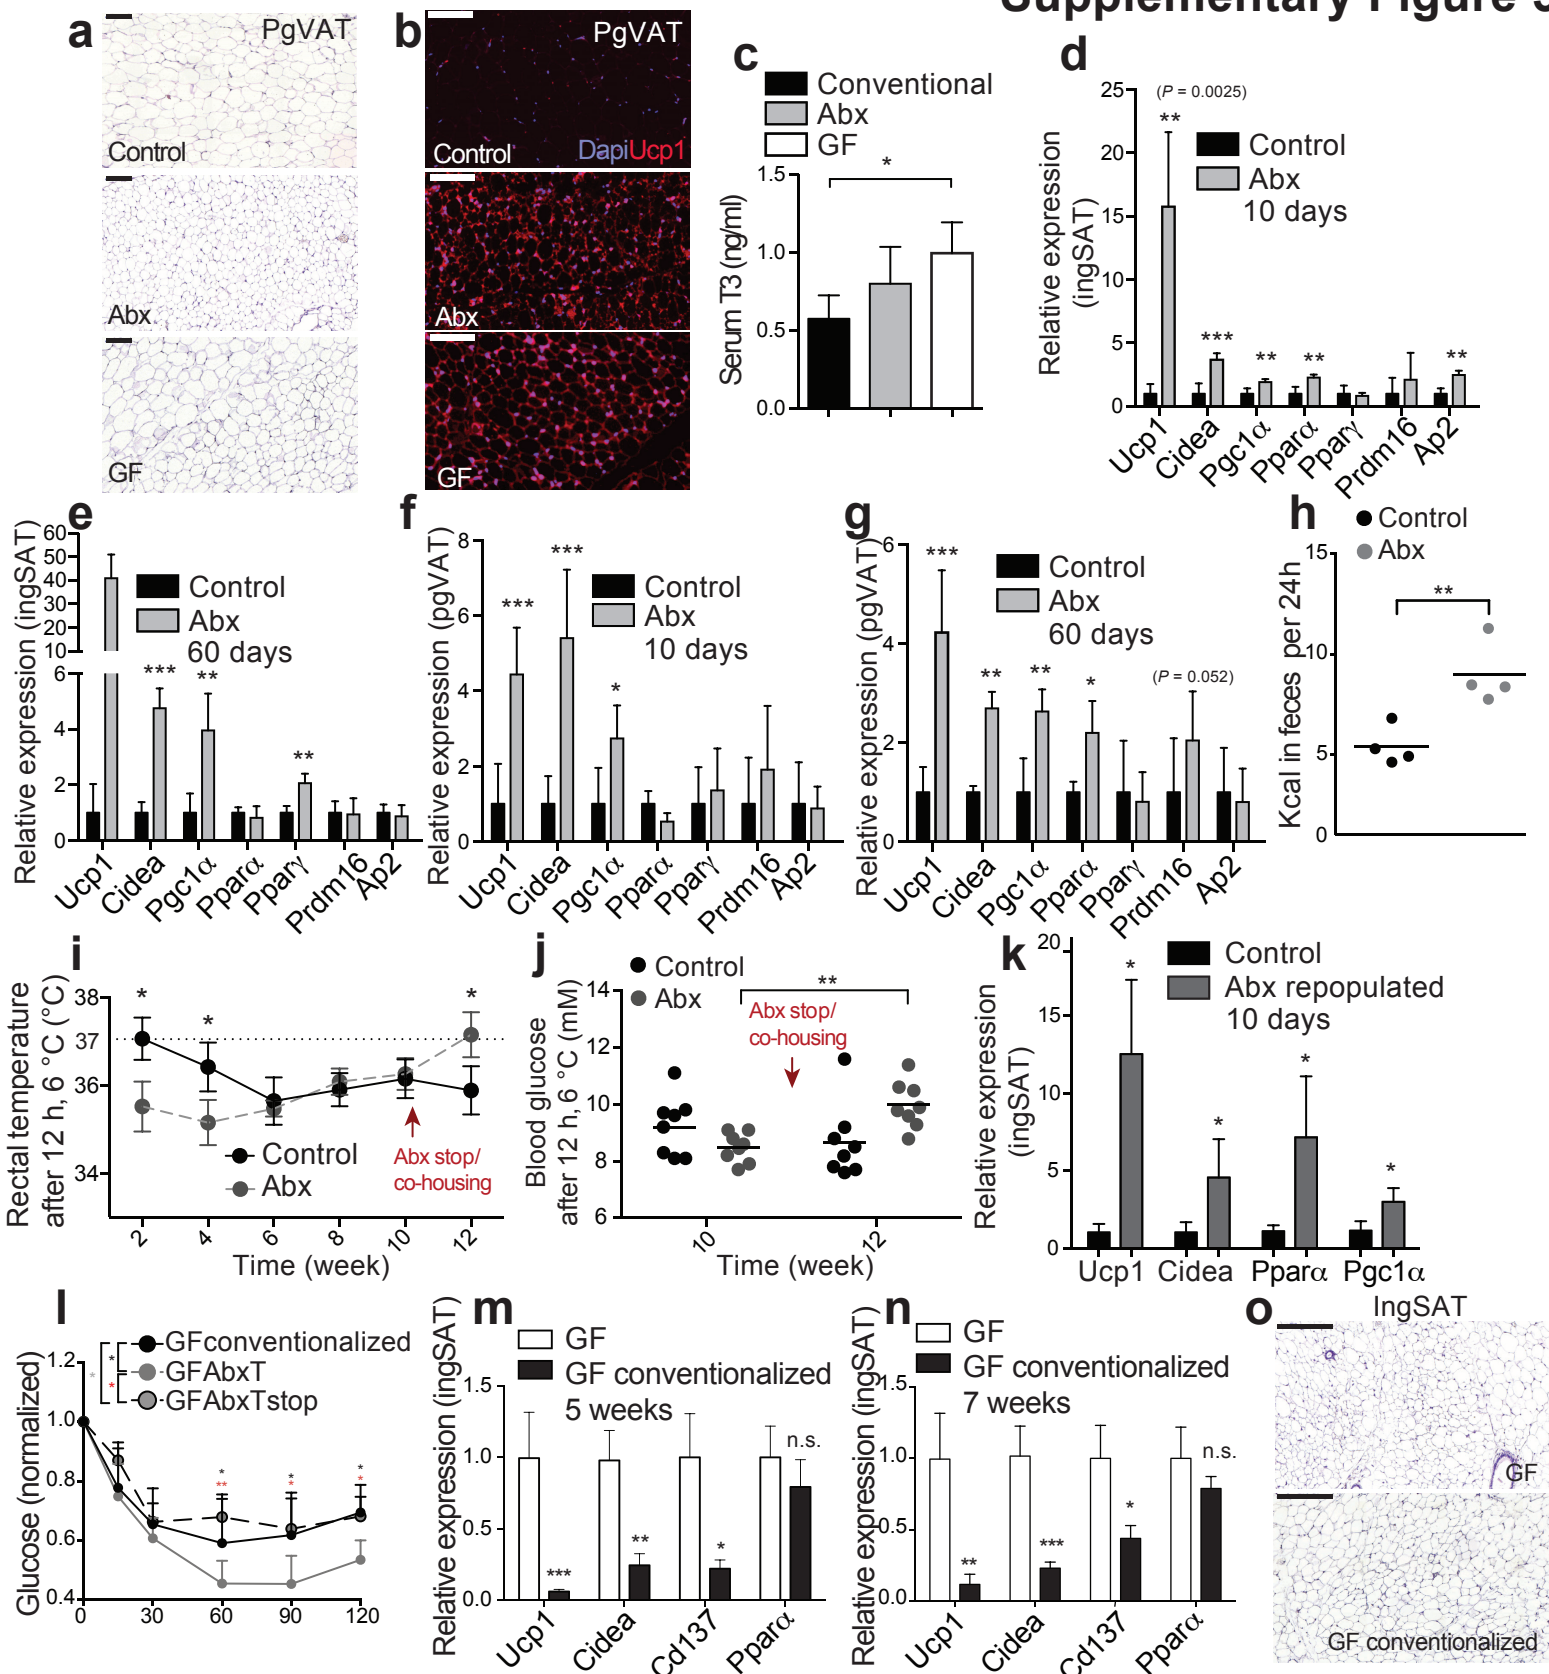 Supplementary Figure 3
a
PgVAT
Control
Abx
GF
b
PgVAT
Control
DapiUcp1
Abx
GF
c
Conventional
Abx
GF
*
Serum T3 (ng/ml)
1.5
1.0
0.5
0.0
d
(P = 0.0025)
Control
Abx
10 days
Relative expression
(ingSAT)
25
20
15
10
5
0
** *** ** ** **
Ucp1 Cidea Pgc1α Pparα Pparγ Prdm16 Ap2
e
Relative expression (ingSAT)
60
50
40
30
20
10
6
4
2
0
Control
Abx
60 days
*** ** **
Ucp1 Cidea Pgc1α Pparα Pparγ Prdm16 Ap2
f
Relative expression (pgVAT)
8
6
4
2
0
Control
Abx
10 days
*** *** *
Ucp1 Cidea Pgc1α Pparα Pparγ Prdm16 Ap2
g
Relative expression (pgVAT)
6
4
2
0
Control
Abx
60 days
(P = 0.052)
*** ** ** *
Ucp1 Cidea Pgc1α Pparα Pparγ Prdm16 Ap2
h
Control
Abx
**
Kcal in feces per 24h
15
10
5
0
i
Rectal temperature
after 12 h, 6 °C (°C)
38
37
36
34
* * *
Control
Abx
Abx stop/
co-housing
2 4 6 8 10 12
Time (week)
j
Control
Abx
**
Abx stop/
co-housing
Blood glucose
after 12 h, 6 °C (mM)
14
12
10
8
6
10 12
Time (week)
k
Control
Abx repopulated
10 days
Relative expression
(ingSAT)
20
15
10
5
0
* * * *
Ucp1 Cidea Pparα Pgc1α
l
GFconventionalized
GFAbxT
GFAbxTstop
* * *
Glucose (normalized)
1.2
1.0
0.8
0.6
0.4
* * *
** * *
0 30 60 90 120
m
GF
GF conventionalized
5 weeks
Relative expression (ingSAT)
1.5
1.0
0.5
0.0
*** ** * n.s.
Ucp1 Cidea Cd137 Pparα
n
GF
GF conventionalized
7 weeks
Relative expression (ingSAT)
1.5
1.0
0.5
0.0
** *** * n.s.
Ucp1 Cidea Cd137 Pparα
o
IngSAT
GF
GF conventionalized